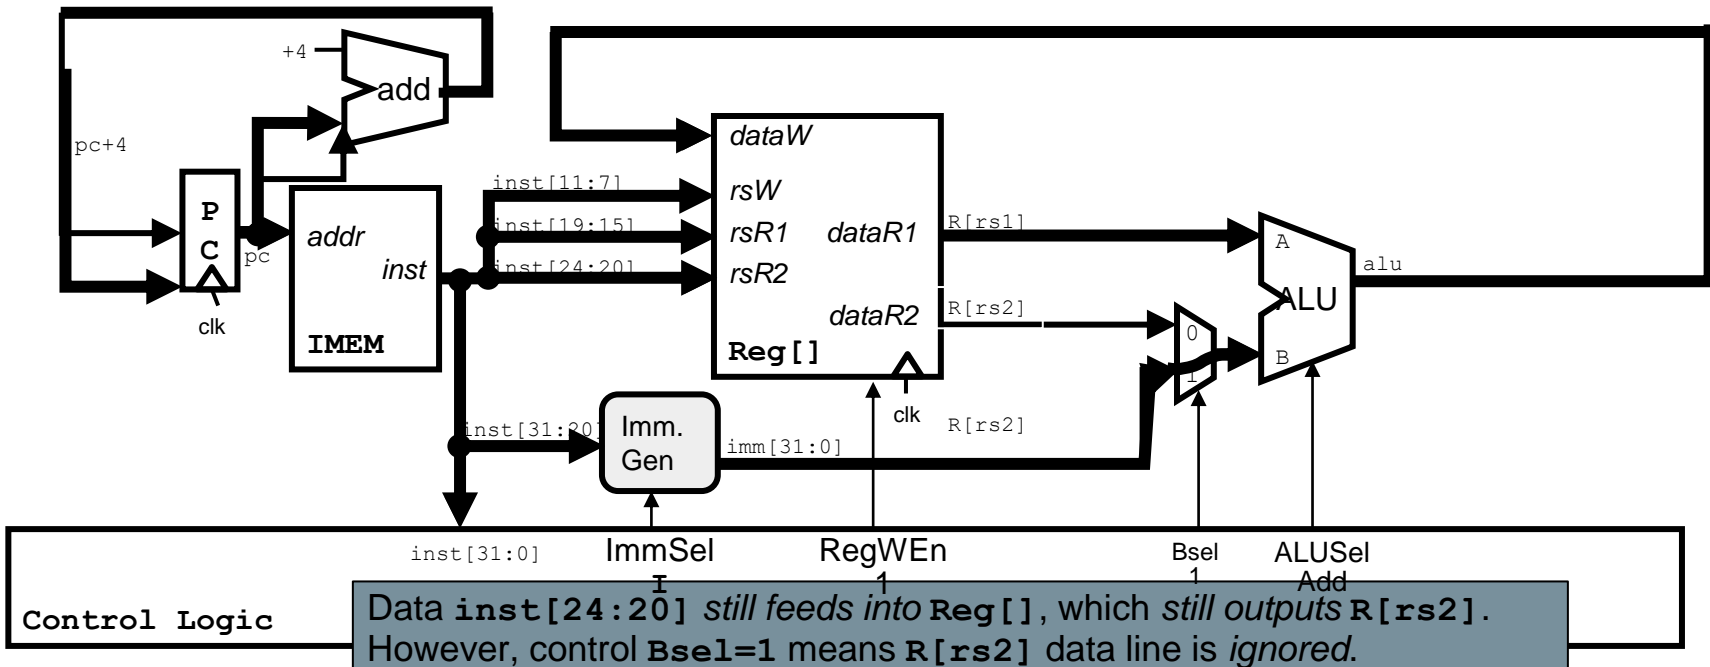 +4
add
pc+4
P
C
pc
clk
addr
inst
IMEM
inst[11:7]
inst[19:15]
inst[24:20]
dataW
rsW
rsR1
rsR2
dataR1
dataR2
Reg[]
clk
R[rs1]
R[rs2]
R[rs2]
0
1
A
ALU
B
alu
inst[31:20]
Imm.
Gen
imm[31:0]
inst[31:0]
ImmSel
I
RegWEn
1
Bsel
1
ALUSel
Add
Control Logic
Data inst[24:20] still feeds into Reg[], which still outputs R[rs2].
However, control Bsel=1 means R[rs2] data line is ignored.